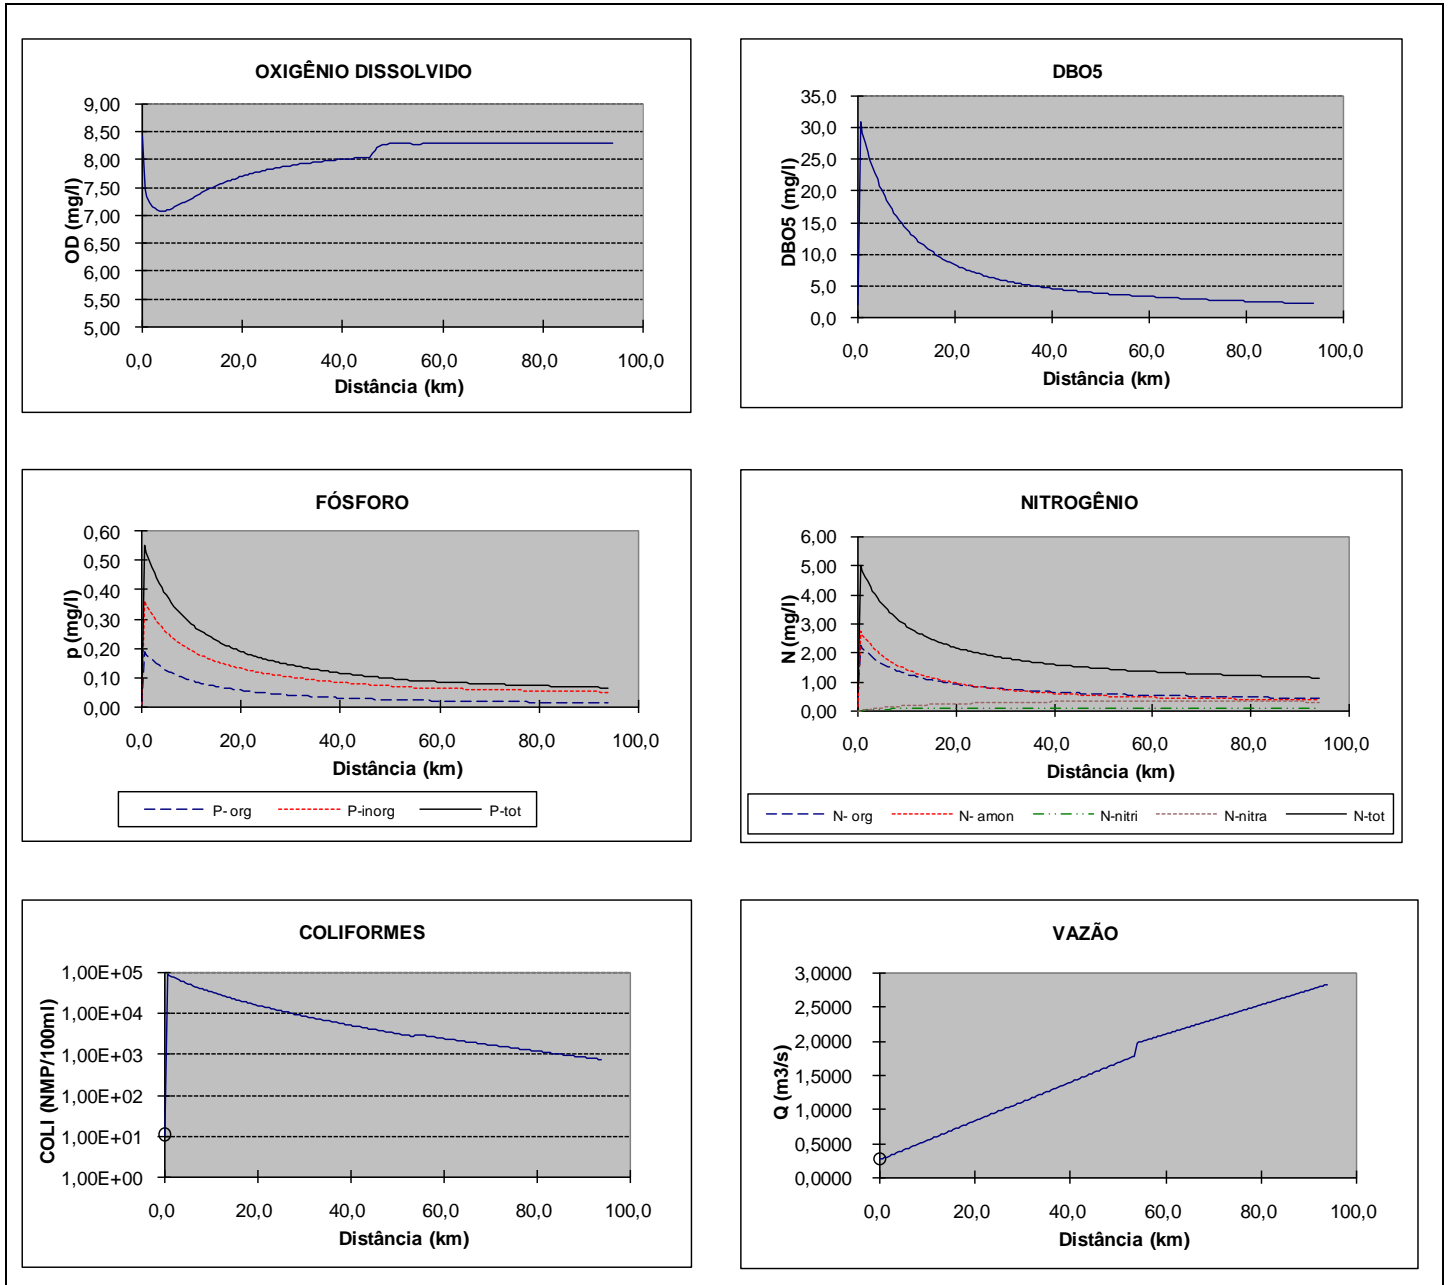 OXIGÊNIO DISSOLVIDO
OD (mg/l)
9,00
8,50
8,00
7,50
7,00
6,50
6,00
5,50
5,00
0,0 20,0 40,0 60,0 80,0 100,0
Distância (km)
DBO5
DBO5 (mg/l)
35,0
30,0
25,0
20,0
15,0
10,0
5,0
0,0
0,0 20,0 40,0 60,0 80,0 100,0
Distância (km)
FÓSFORO
p (mg/l)
0,60
0,50
0,40
0,30
0,20
0,10
0,00
0,0 20,0 40,0 60,0 80,0 100,0
Distância (km)
P- org P-inorg P-tot
NITROGÊNIO
N (mg/l)
6,00
5,00
4,00
3,00
2,00
1,00
0,00
0,0 20,0 40,0 60,0 80,0 100,0
Distância (km)
N- org N- amon N-nitri N-nitra N-tot
COLIFORMES
COLI (NMP/100ml)
1,00E+05
1,00E+04
1,00E+03
1,00E+02
1,00E+01
1,00E+00
0,0 20,0 40,0 60,0 80,0 100,0
Distância (km)
VAZÃO
Q (m3/s)
3,0000
2,5000
2,0000
1,5000
1,0000
0,5000
0,0000
0,0 20,0 40,0 60,0 80,0 100,0
Distância (km)